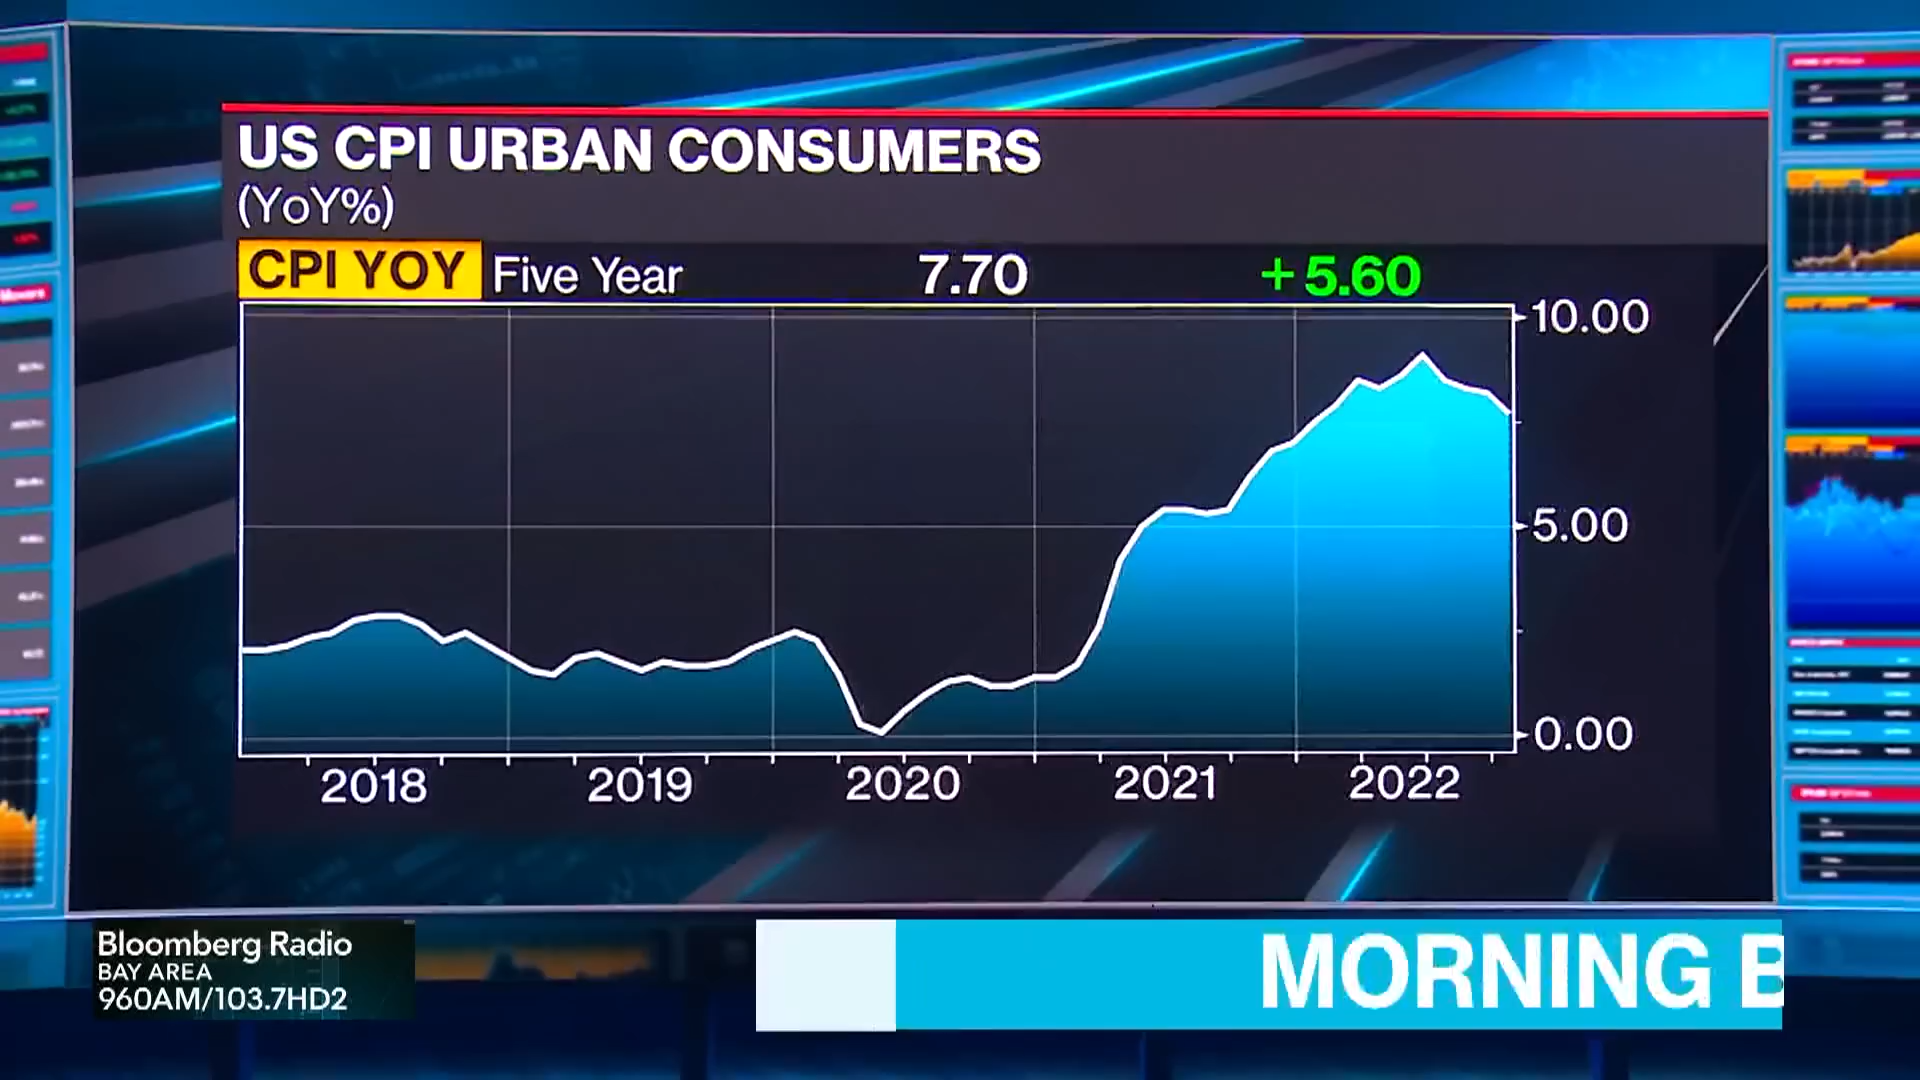 US CPI URBAN CONSUMERS
(YoY%)
CPI YOY Five Year 7.70 +5.60
10.00
5.00
0.00
2018 2019 2020 2021 2022
Bloomberg Radio
BAY AREA
960AM/103.7HD2
MORNING B